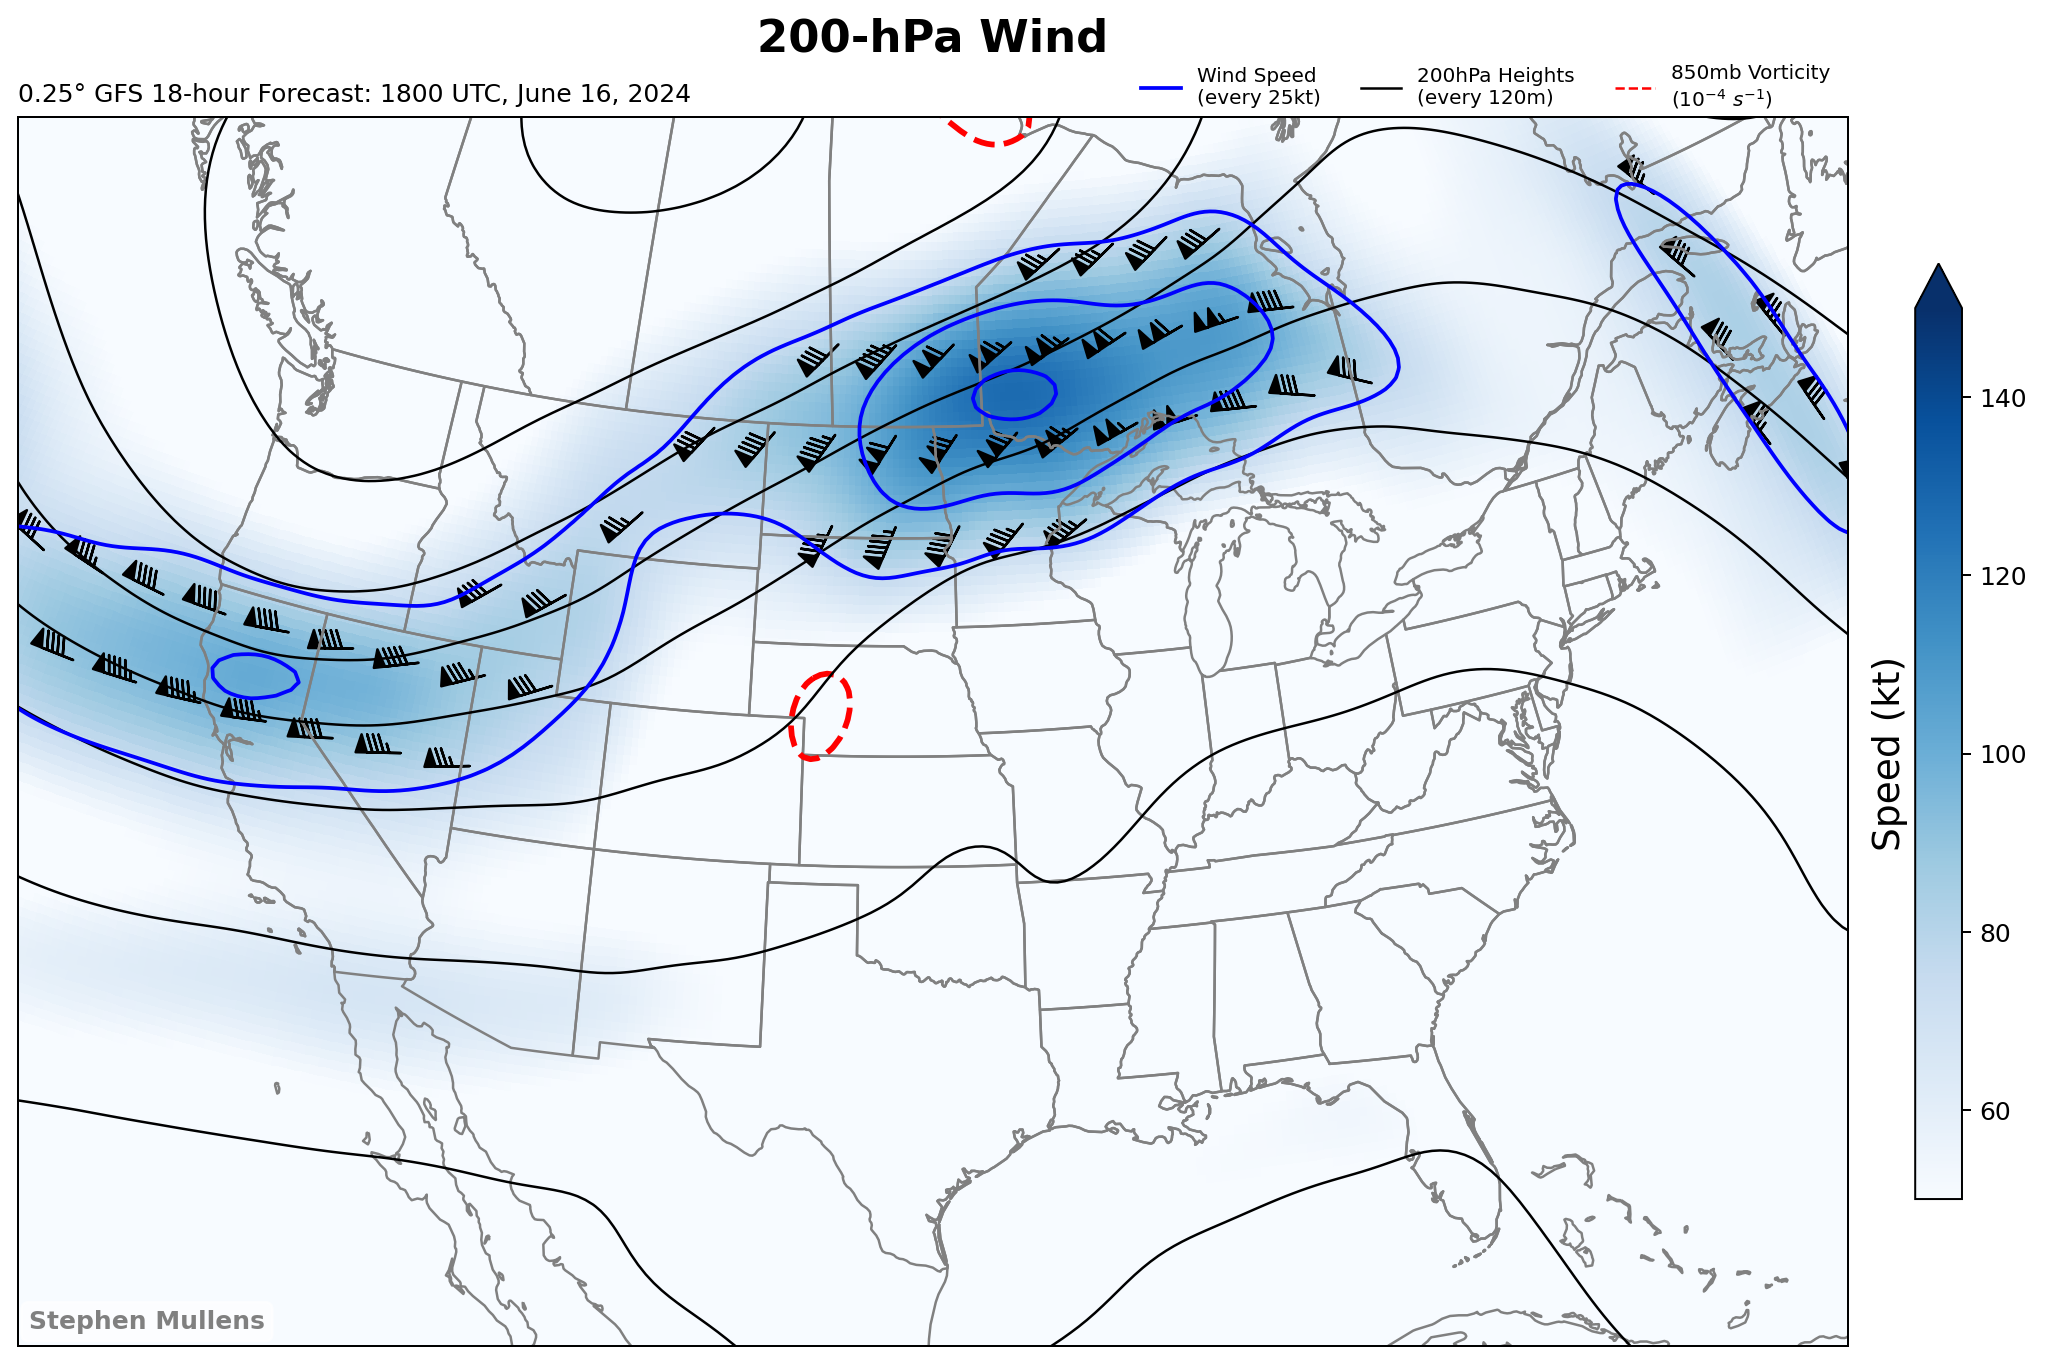 200-hPa Wind
0.25° GFS 18-hour Forecast: 1800 UTC, June 16, 2024
Wind Speed
(every 25kt)
200hPa Heights
(every 120m)
850mb Vorticity
(10⁻⁴ s⁻¹)
140
120
100
80
60
Speed (kt)
Stephen Mullens